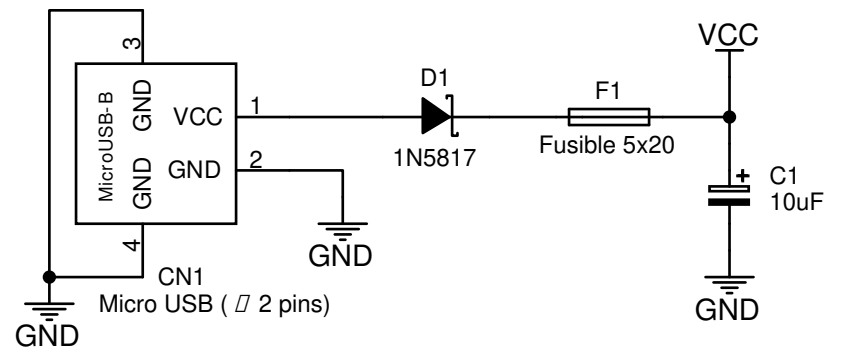 VCC
3
D1
F1
MicroUSB-B
GND
VCC
1
1N5817
Fusible 5x20
GND
GND
2
+
C1
10uF
4
GND
CN1
Micro USB ( 2 pins)
GND
GND